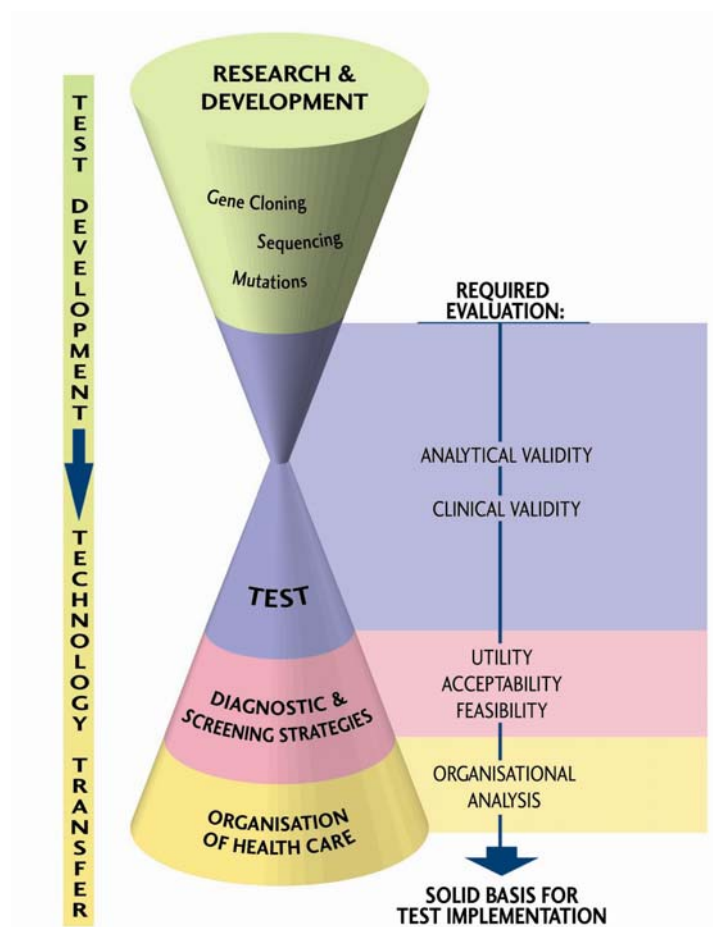 TEST DEVELOPMENT
TECHNOLOGY TRANSFER
RESEARCH &
DEVELOPMENT
Gene Cloning
Sequencing
Mutations
TEST
DIAGNOSTIC &
SCREENING STRATEGIES
ORGANISATION
OF HEALTH CARE
REQUIRED
EVALUATION:
ANALYTICAL VALIDITY
CLINICAL VALIDITY
UTILITY
ACCEPTABILITY
FEASIBILITY
ORGANISATIONAL
ANALYSIS
SOLID BASIS FOR
TEST IMPLEMENTATION